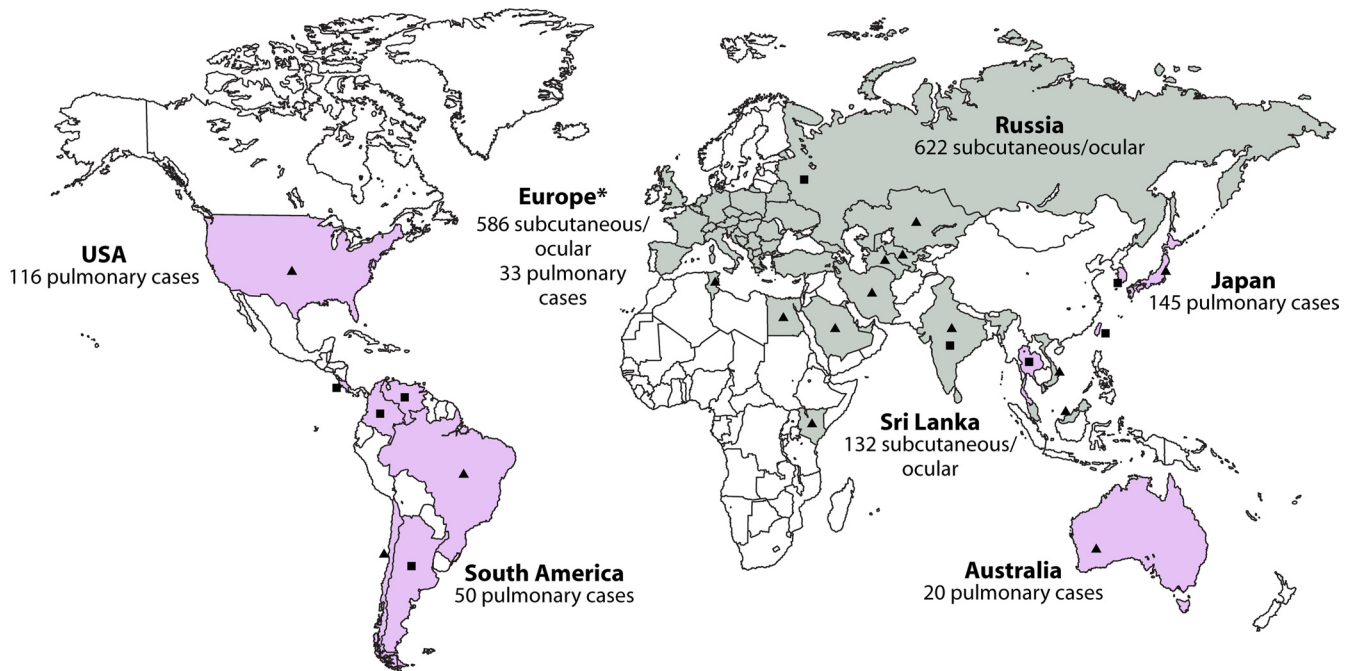 Russia
622 subcutaneous/ocular
Europe*
586 subcutaneous/
ocular
33 pulmonary
cases
USA
116 pulmonary cases
Japan
145 pulmonary cases
Sri Lanka
132 subcutaneous/
ocular
South America
50 pulmonary cases
Australia
20 pulmonary cases